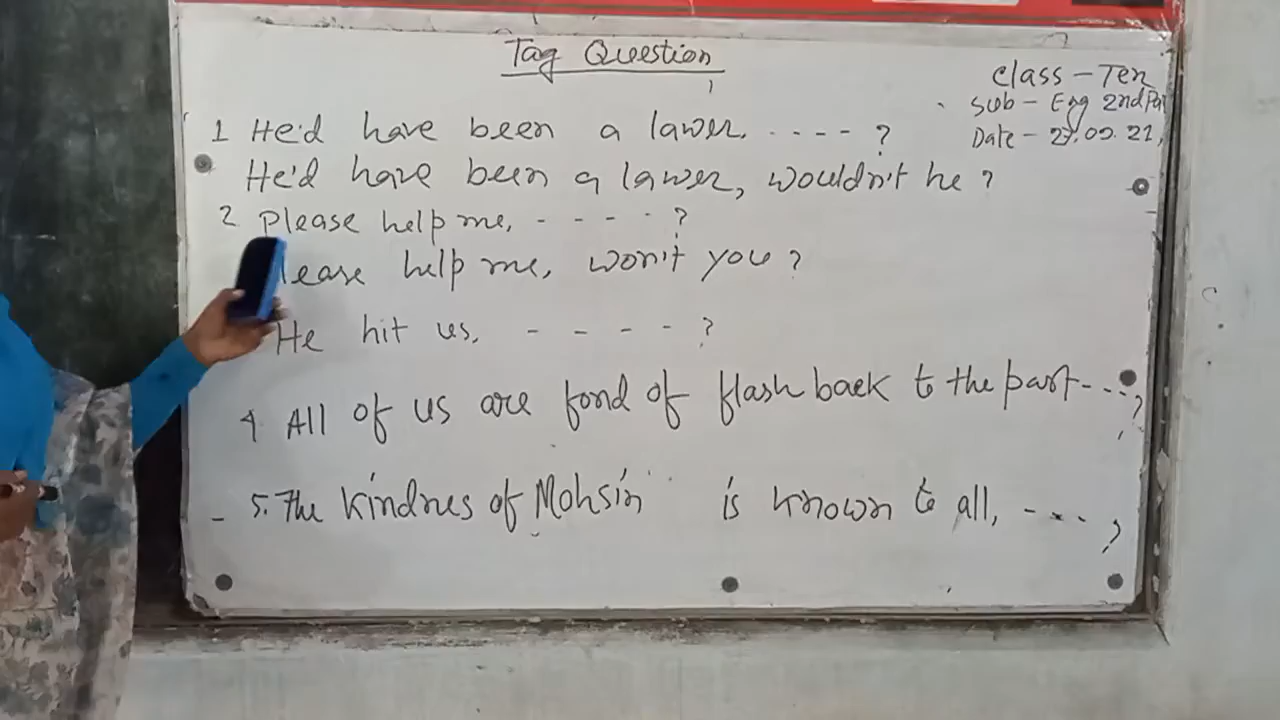 Tag Question
Class - Ten
Sub - Eng 2nd Pa
Date - 27.09.21,
1 He'd have been a lawer. - - - - ?
He'd have been a lawer, wouldn't he ?
2 Please help me, - - - - ?
lease help me, won't you ?
He hit us, - - - - ?
4 All of us are fond of flash back to the past - - - ?
5. The kindnes of Mohsin is known to all, - - - - ?